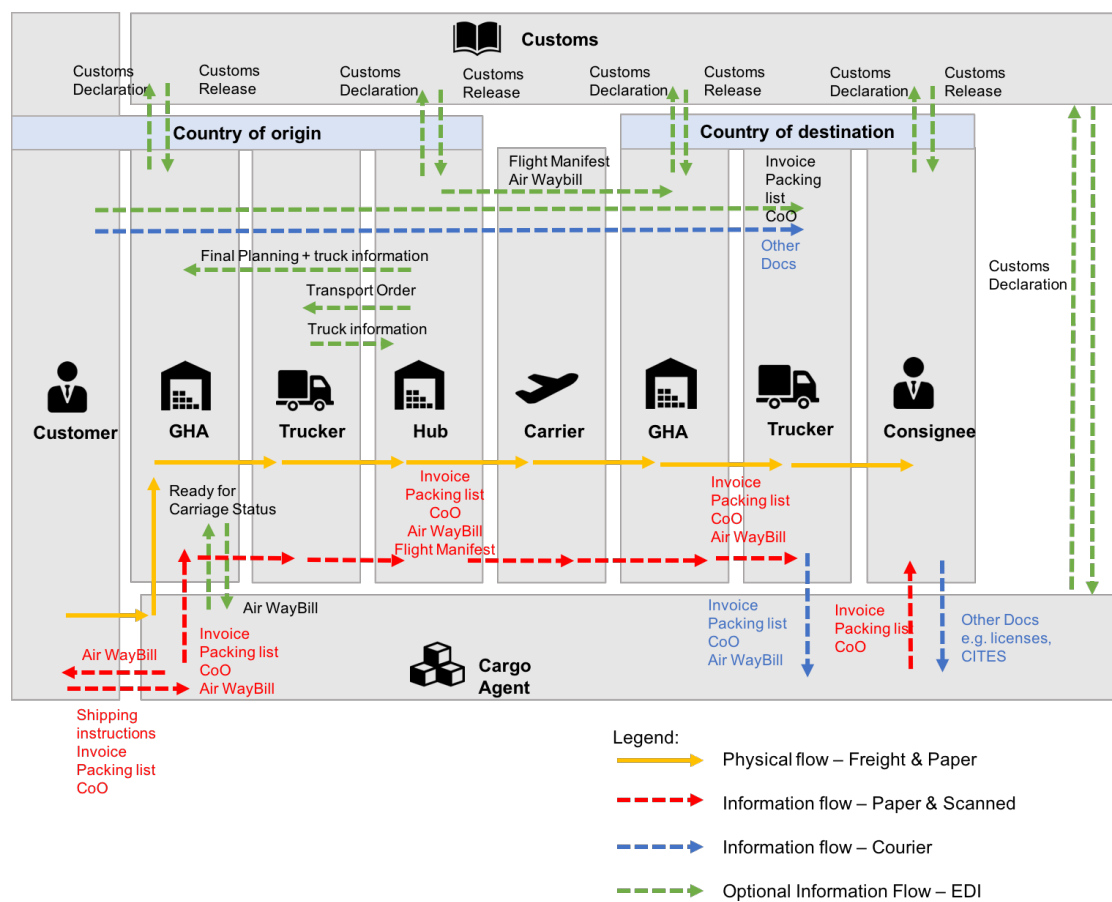 Customs
Customs
Declaration
Customs
Release
Customs
Declaration
Customs
Release
Customs
Declaration
Customs
Release
Customs
Declaration
Customs
Release
Country of origin
Country of destination
Flight Manifest
Air Waybill
Invoice
Packing
list
CoO
Other
Docs
Final Planning + truck information
Transport Order
Truck information
Customs
Declaration
Customer
GHA
Trucker
Hub
Carrier
GHA
Trucker
Consignee
Ready for
Carriage Status
Invoice
Packing list
CoO
Air WayBill
Flight Manifest
Invoice
Packing list
CoO
Air WayBill
Air WayBill
Air WayBill
Invoice
Packing list
CoO
Air WayBill
Cargo
Agent
Invoice
Packing list
CoO
Air WayBill
Invoice
Packing list
CoO
Other Docs
e.g. licenses,
CITES
Shipping
instructions
Invoice
Packing list
CoO
Legend:
Physical flow – Freight & Paper
Information flow – Paper & Scanned
Information flow – Courier
Optional Information Flow – EDI